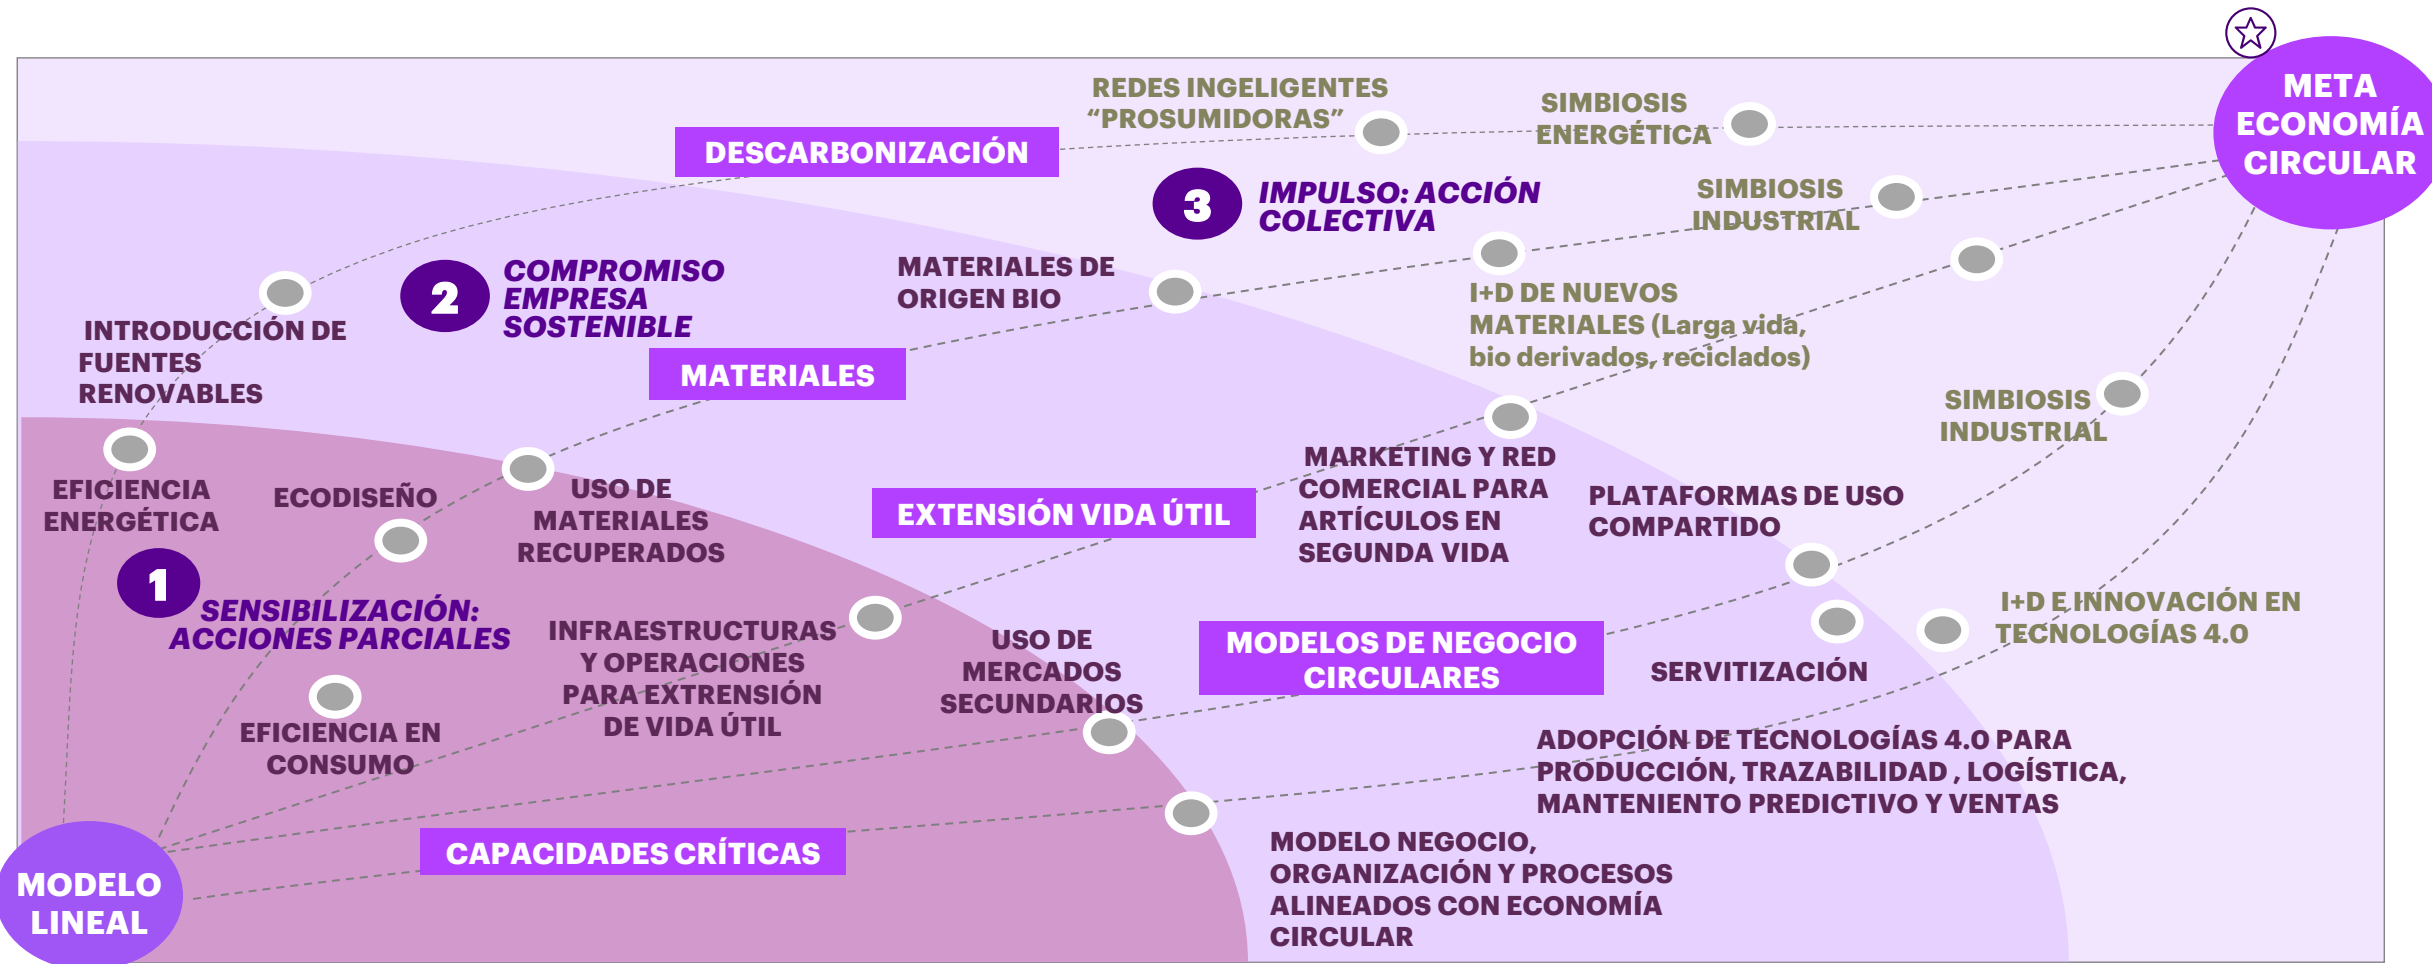 META
ECONOMÍA
CIRCULAR
REDES INGELIGENTES
“PROSUMIDORAS”
SIMBIOSIS
ENERGÉTICA
DESCARBONIZACIÓN
3
IMPULSO: ACCIÓN
COLECTIVA
SIMBIOSIS
INDUSTRIAL
2
COMPROMISO
EMPRESA
SOSTENIBLE
MATERIALES DE
ORIGEN BIO
I+D DE NUEVOS
MATERIALES (Larga vida,
bio derivados, reciclados)
INTRODUCCIÓN DE
FUENTES
RENOVABLES
MATERIALES
SIMBIOSIS
INDUSTRIAL
EFICIENCIA
ENERGÉTICA
ECODISEÑO
USO DE
MATERIALES
RECUPERADOS
EXTENSIÓN VIDA ÚTIL
MARKETING Y RED
COMERCIAL PARA
ARTÍCULOS EN
SEGUNDA VIDA
PLATAFORMAS DE USO
COMPARTIDO
1
SENSIBILIZACIÓN:
ACCIONES PARCIALES
INFRAESTRUCTURAS
Y OPERACIONES
PARA EXTRENSIÓN
DE VIDA ÚTIL
USO DE
MERCADOS
SECUNDARIOS
MODELOS DE NEGOCIO
CIRCULARES
SERVITIZACIÓN
I+D E INNOVACIÓN EN
TECNOLOGÍAS 4.0
EFICIENCIA EN
CONSUMO
ADOPCIÓN DE TECNOLOGÍAS 4.0 PARA
PRODUCCIÓN, TRAZABILIDAD , LOGÍSTICA,
MANTENIENTO PREDICTIVO Y VENTAS
CAPACIDADES CRÍTICAS
MODELO NEGOCIO,
ORGANIZACIÓN Y PROCESOS
ALINEADOS CON ECONOMÍA
CIRCULAR
MODELO
LINEAL